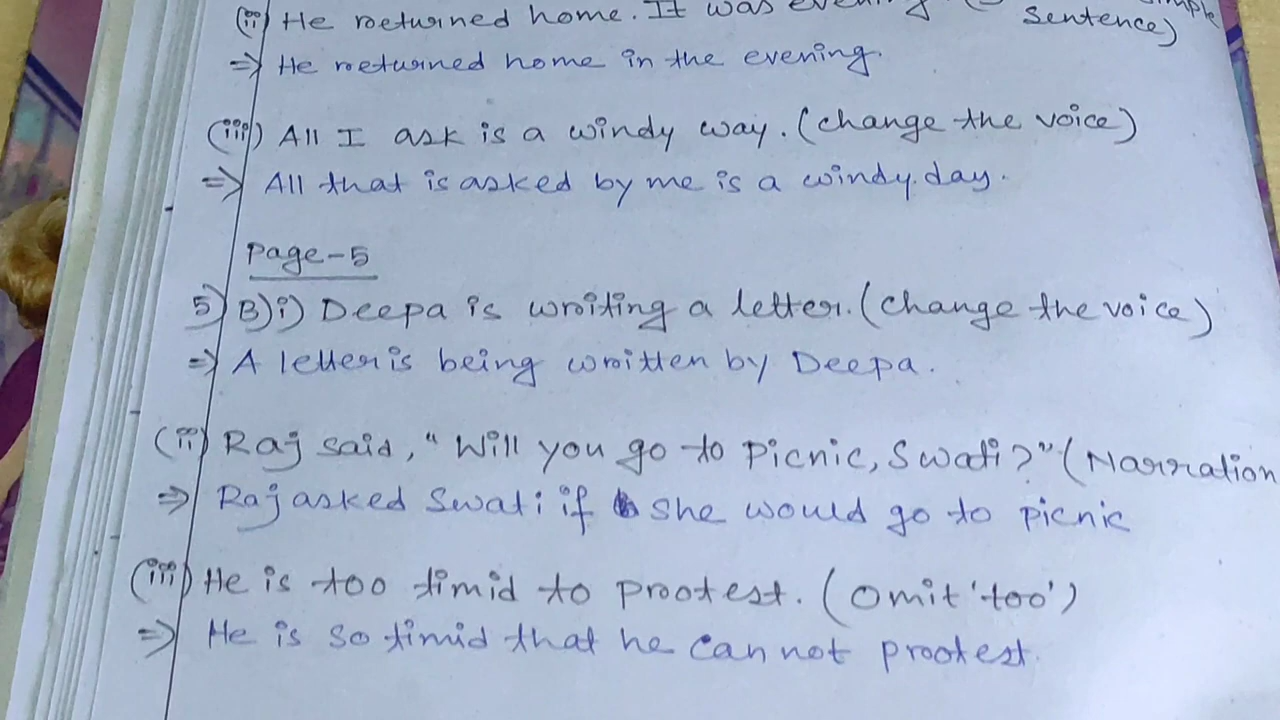 (ii) He returned home. It was evening (
Sentence)
=> He returned home in the evening.
(iii) All I ask is a windy way. (change the voice)
=> All that is asked by me is a windy day.
Page-5
5) B) i) Deepa is writing a letter. (Change the voice)
=> A letter is being written by Deepa.
(ii) Raj said, "Will you go to Picnic, Swati?" (Narration
=> Raj asked Swati if she would go to picnic
(iii) He is too timid to protest. (Omit 'too')
=> He is so timid that he can not protest.